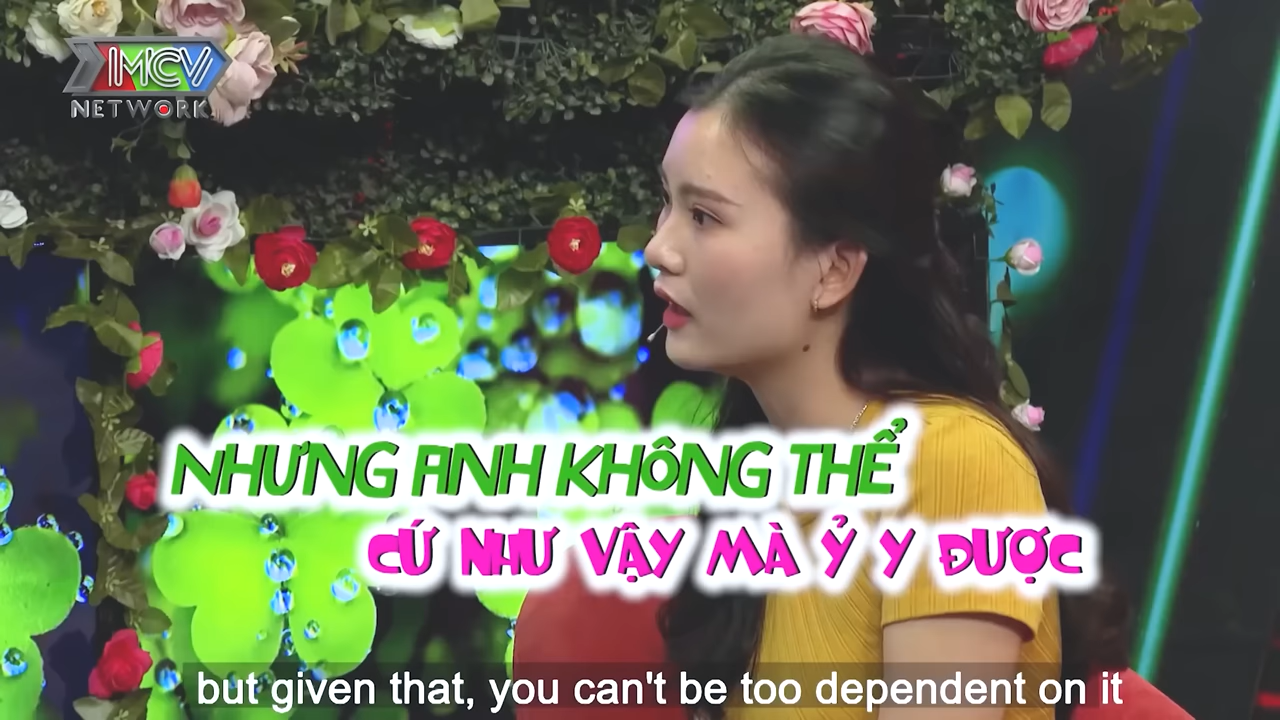 MCV
NETWORK
NHƯNG ANH KHÔNG THỂ
CỨ NHƯ VẬY MÀ Ỷ Y ĐƯỢC
but given that, you can't be too dependent on it